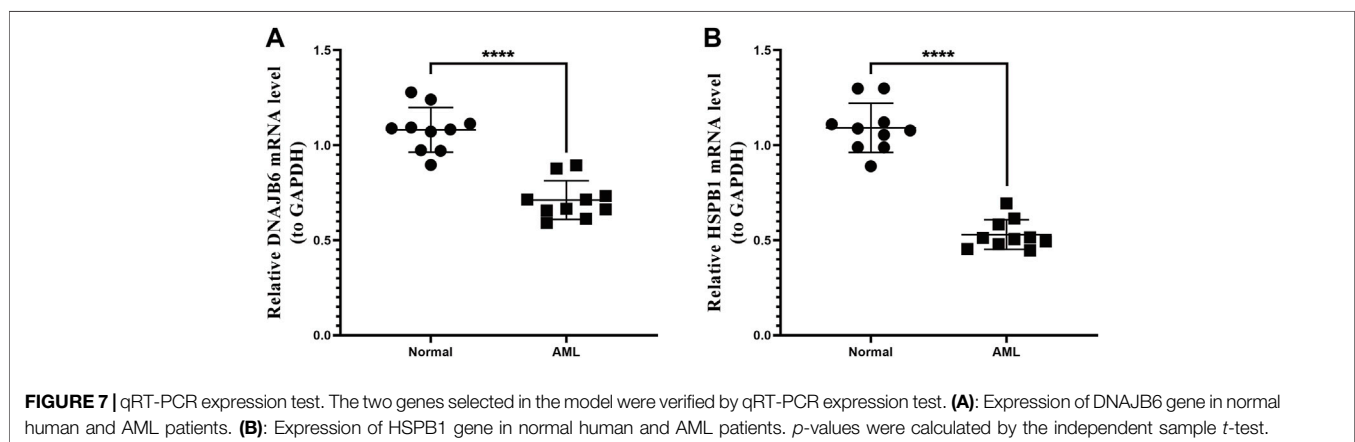 A
1.5
1.0
0.5
0.0
Relative DNAJB6 mRNA level
(to GAPDH)
****
Normal
AML
B
1.5
1.0
0.5
0.0
Relative HSPB1 mRNA level
(to GAPDH)
****
Normal
AML
FIGURE 7 | qRT-PCR expression test. The two genes selected in the model were verified by qRT-PCR expression test. (A): Expression of DNAJB6 gene in normal
human and AML patients. (B): Expression of HSPB1 gene in normal human and AML patients. p-values were calculated by the independent sample t-test.